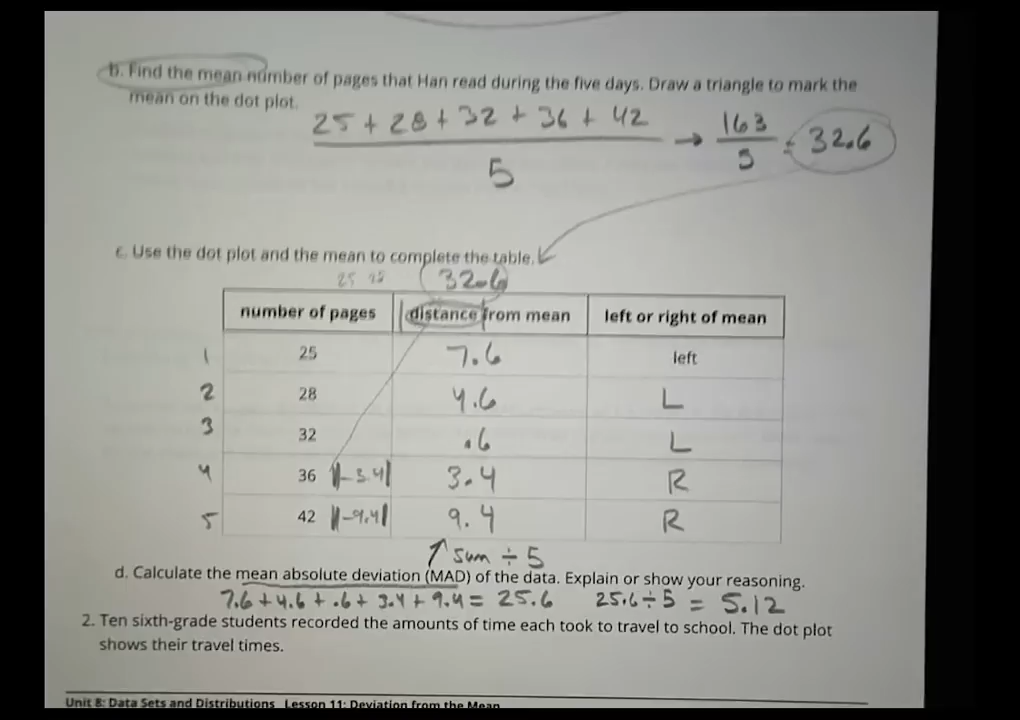 b. Find the mean number of pages that Han read during the five days. Draw a triangle to mark the
mean on the dot plot.
25 + 28 + 32 + 36 + 42 → 163 = 32.6
5 5
c. Use the dot plot and the mean to complete the table.
32.6
number of pages distance from mean left or right of mean
1 25 7.6 left
2 28 4.6 L
3 32 .6 L
4 36 |-3.4| 3.4 R
5 42 |-9.4| 9.4 R
↑ sum ÷ 5
d. Calculate the mean absolute deviation (MAD) of the data. Explain or show your reasoning.
7.6 + 4.6 + .6 + 3.4 + 9.4 = 25.6 25.6 ÷ 5 = 5.12
2. Ten sixth-grade students recorded the amounts of time each took to travel to school. The dot plot
shows their travel times.
Unit 8: Data Sets and Distributions Lesson 11: Deviation from the Mean